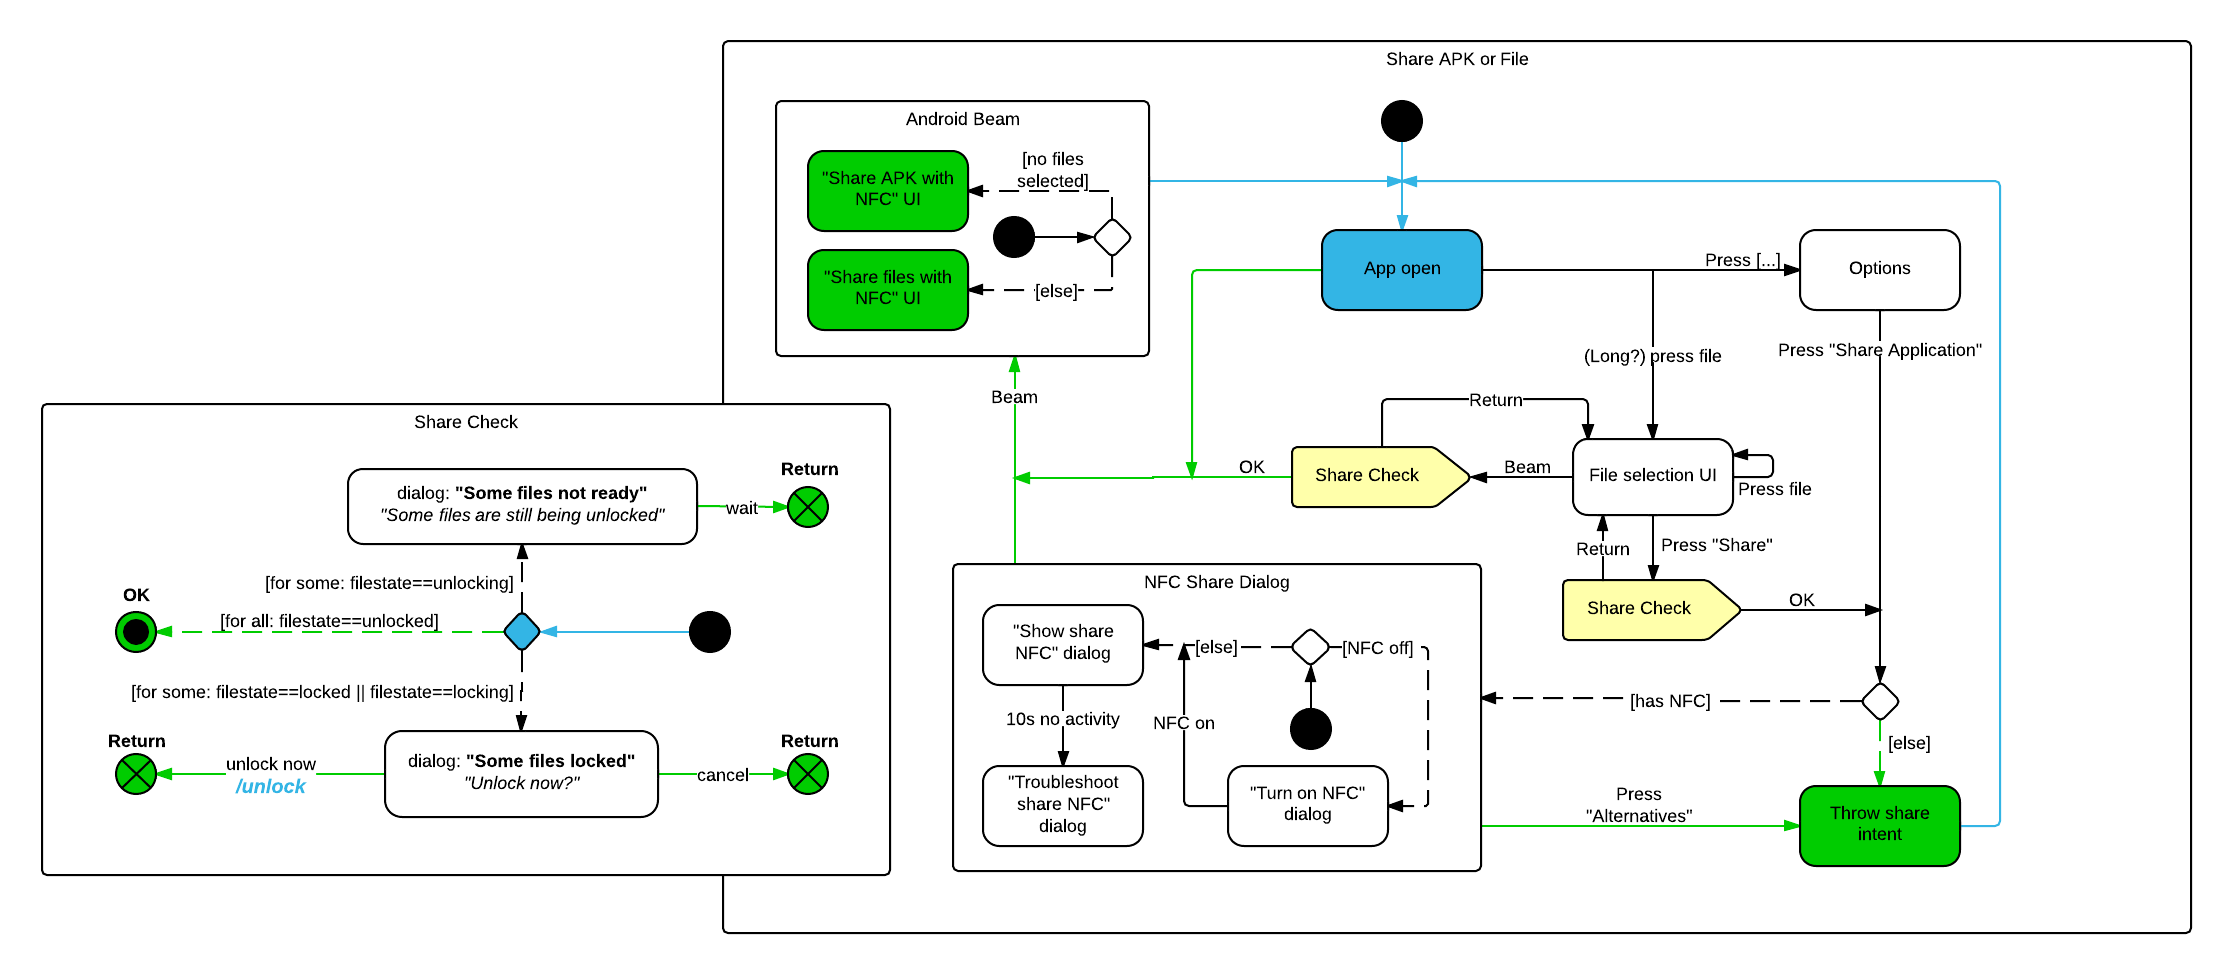 Share APK or File
Android Beam
[no files
selected]
"Share APK with
NFC" UI
"Share files with
NFC" UI
[else]
App open
Press [...]
Options
(Long?) press file
Press "Share Application"
Beam
Return
OK
Share Check
Beam
File selection UI
Press file
Return
Press "Share"
Share Check
OK
[has NFC]
[else]
Press
"Alternatives"
Throw share
intent
NFC Share Dialog
"Show share
NFC" dialog
[else]
[NFC off]
10s no activity
NFC on
"Troubleshoot
share NFC"
dialog
"Turn on NFC"
dialog
Share Check
dialog: "Some files not ready"
"Some files are still being unlocked"
wait
Return
[for some: filestate==unlocking]
OK
[for all: filestate==unlocked]
[for some: filestate==locked || filestate==locking]
Return
unlock now
/unlock
dialog: "Some files locked"
"Unlock now?"
cancel
Return